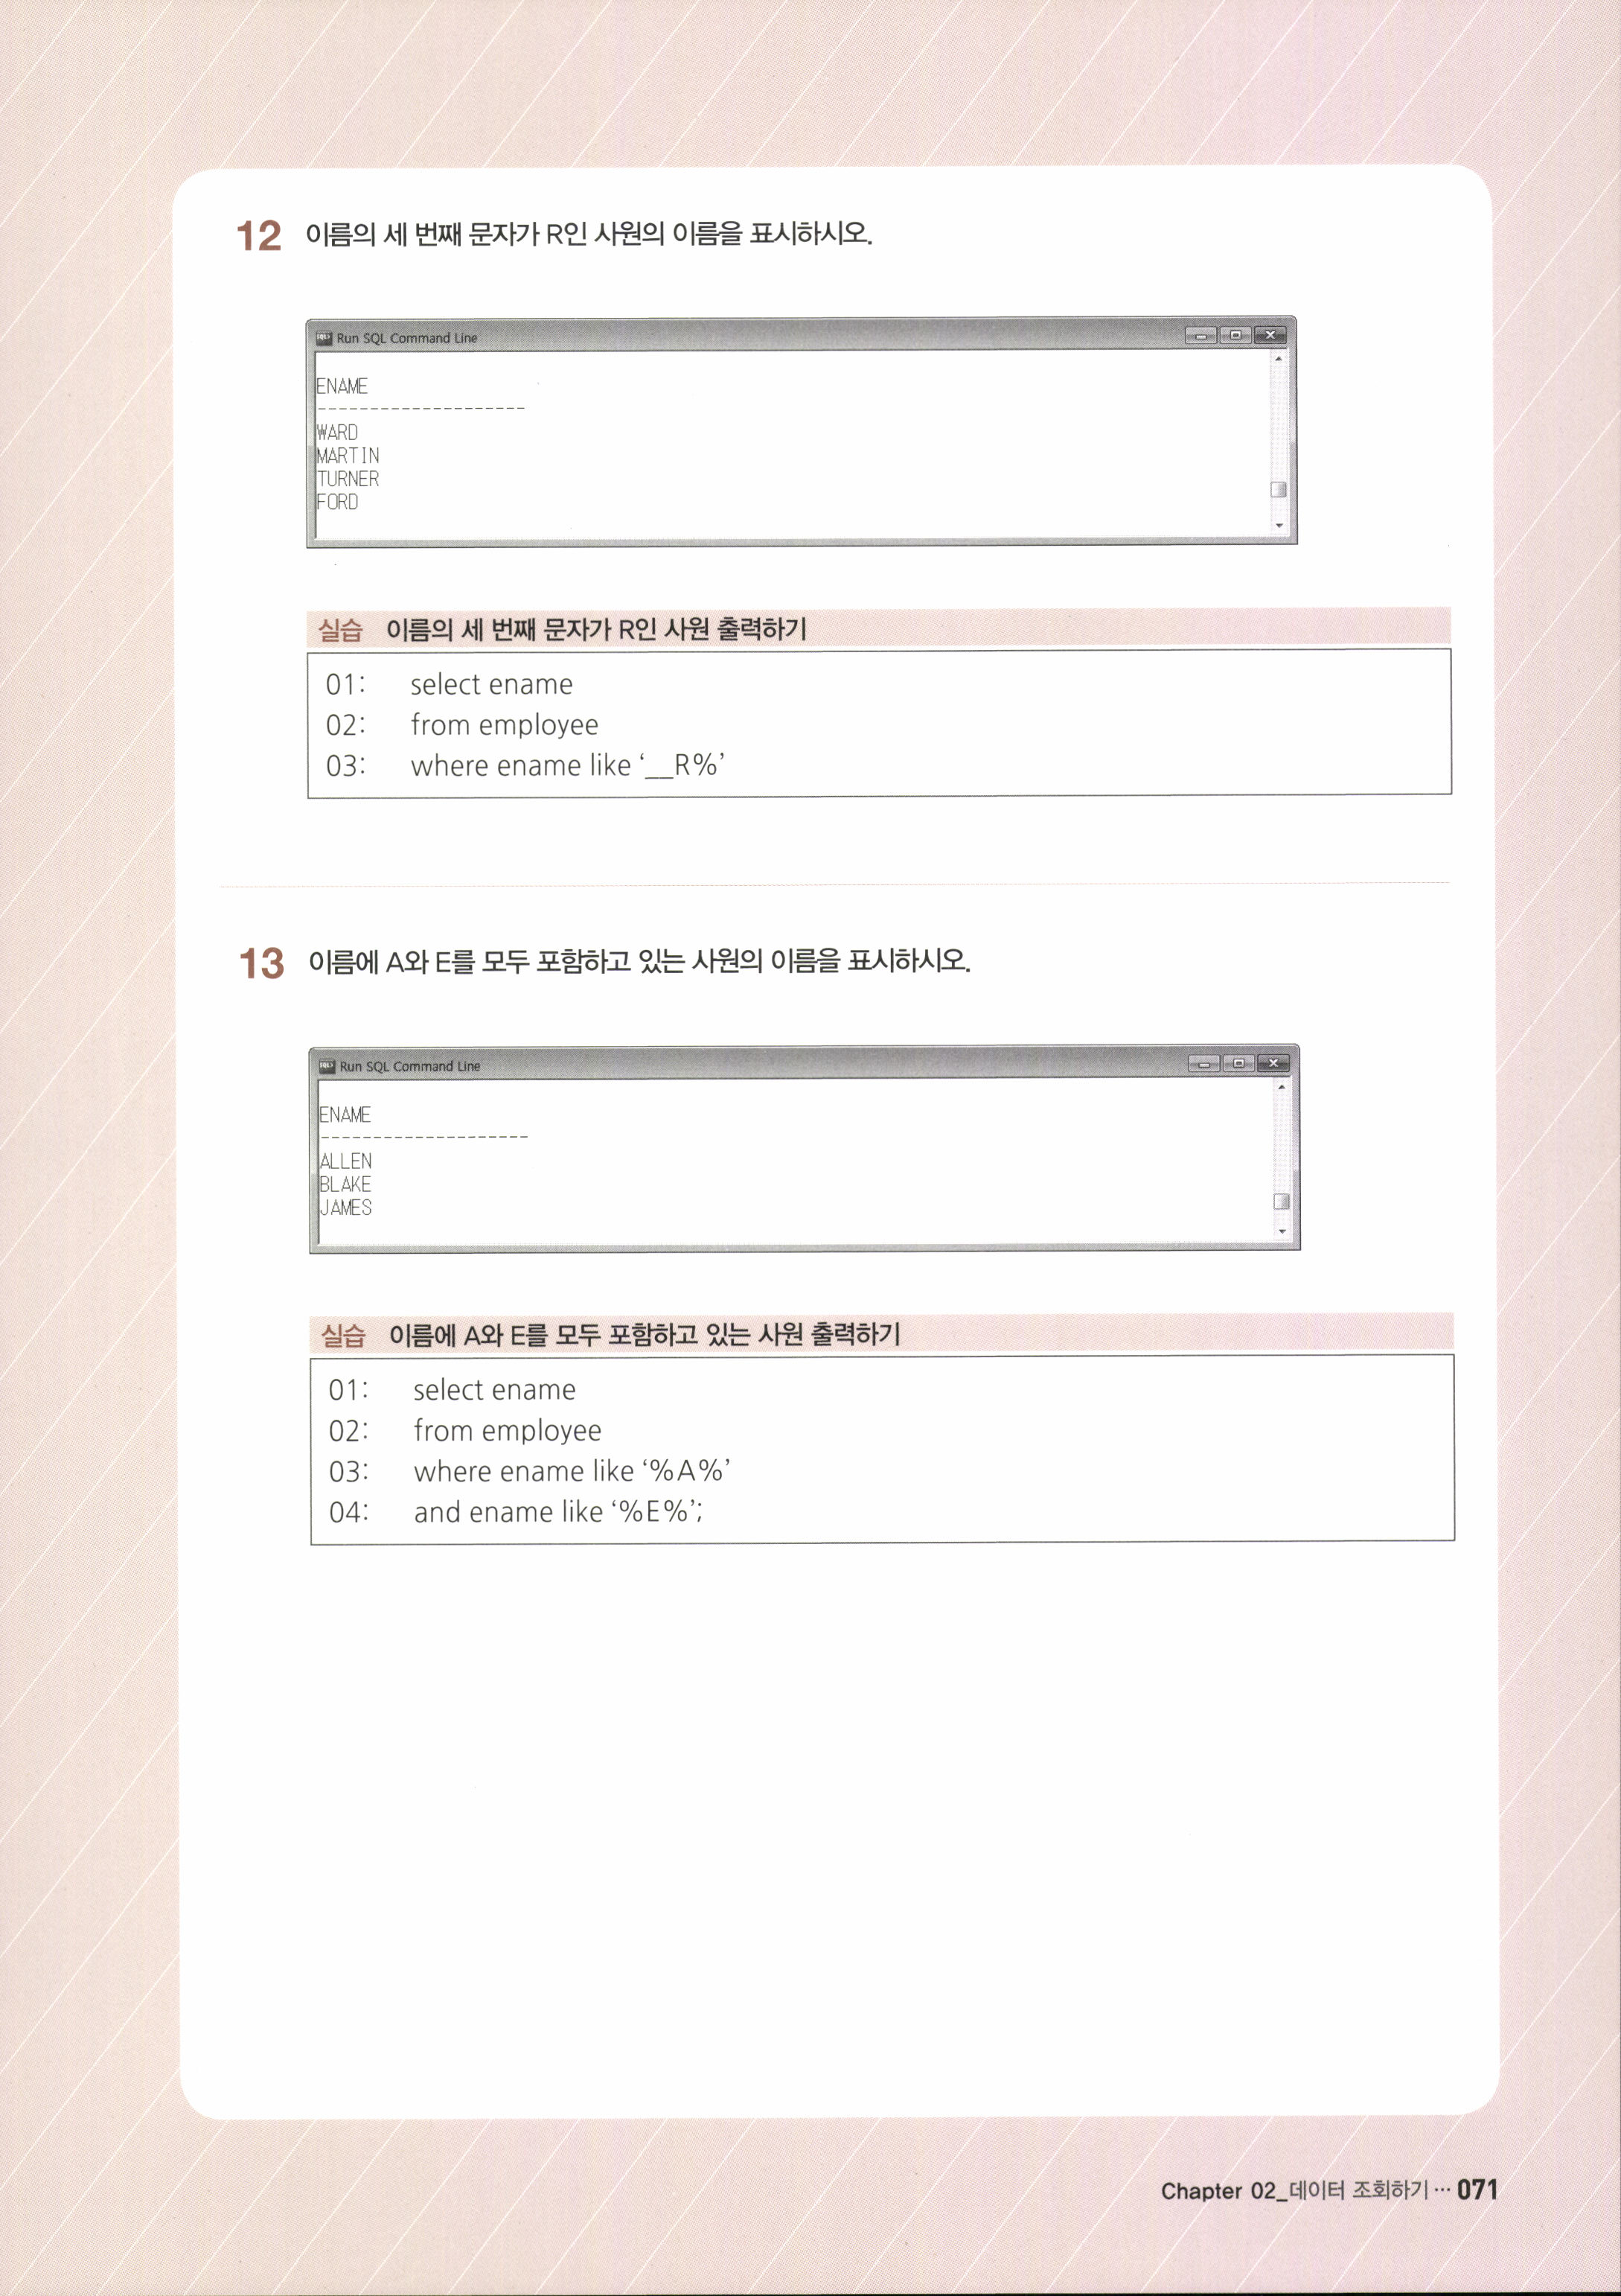 12 이름의 세 번째 문자가 R인 사원의 이름을 표시하시오.
Run SQL Command Line
ENAME
--------------------
WARD
MARTIN
TURNER
FORD
실습 이름의 세 번째 문자가 R인 사원 출력하기
01: select ename
02: from employee
03: where ename like ‘__R%’
13 이름에 A와 E를 모두 포함하고 있는 사원의 이름을 표시하시오.
Run SQL Command Line
ENAME
--------------------
ALLEN
BLAKE
JAMES
실습 이름에 A와 E를 모두 포함하고 있는 사원 출력하기
01: select ename
02: from employee
03: where ename like ‘%A%’
04: and ename like ‘%E%’;
Chapter 02_데이터 조회하기 ··· 071